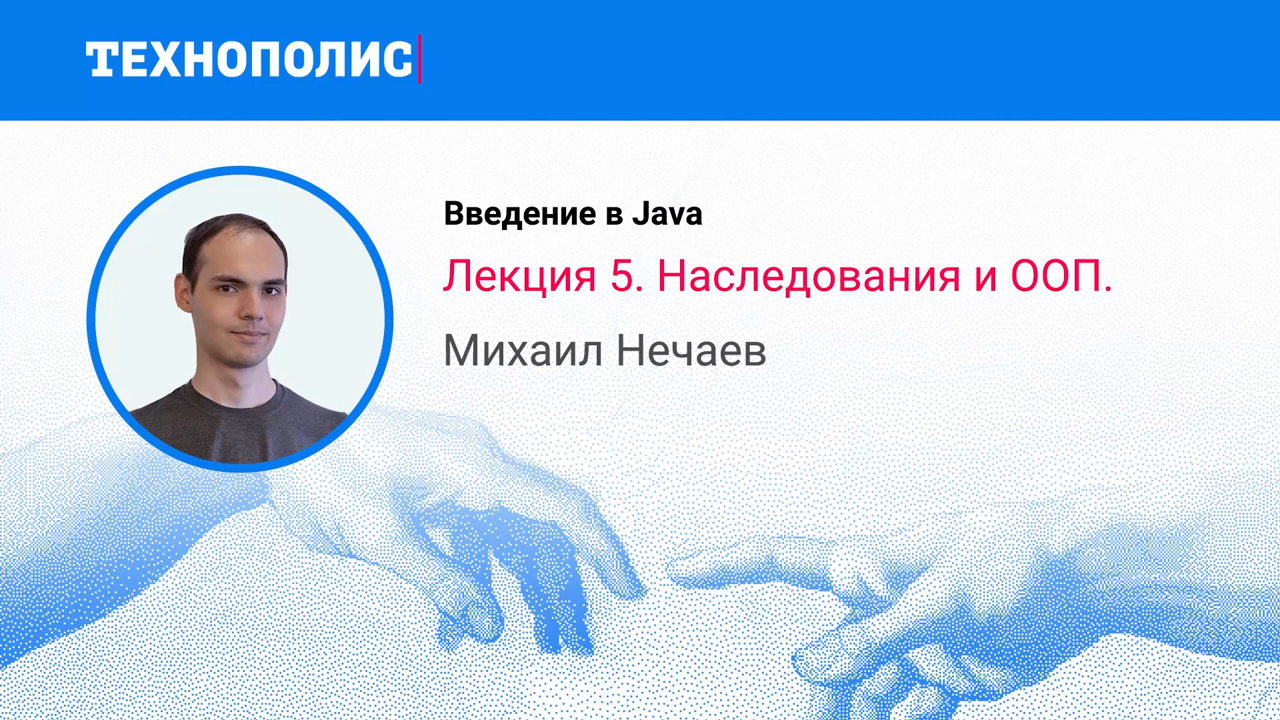 ТЕХНОПОЛИС
Введение в Java
Лекция 5. Наследования и ООП.
Михаил Нечаев